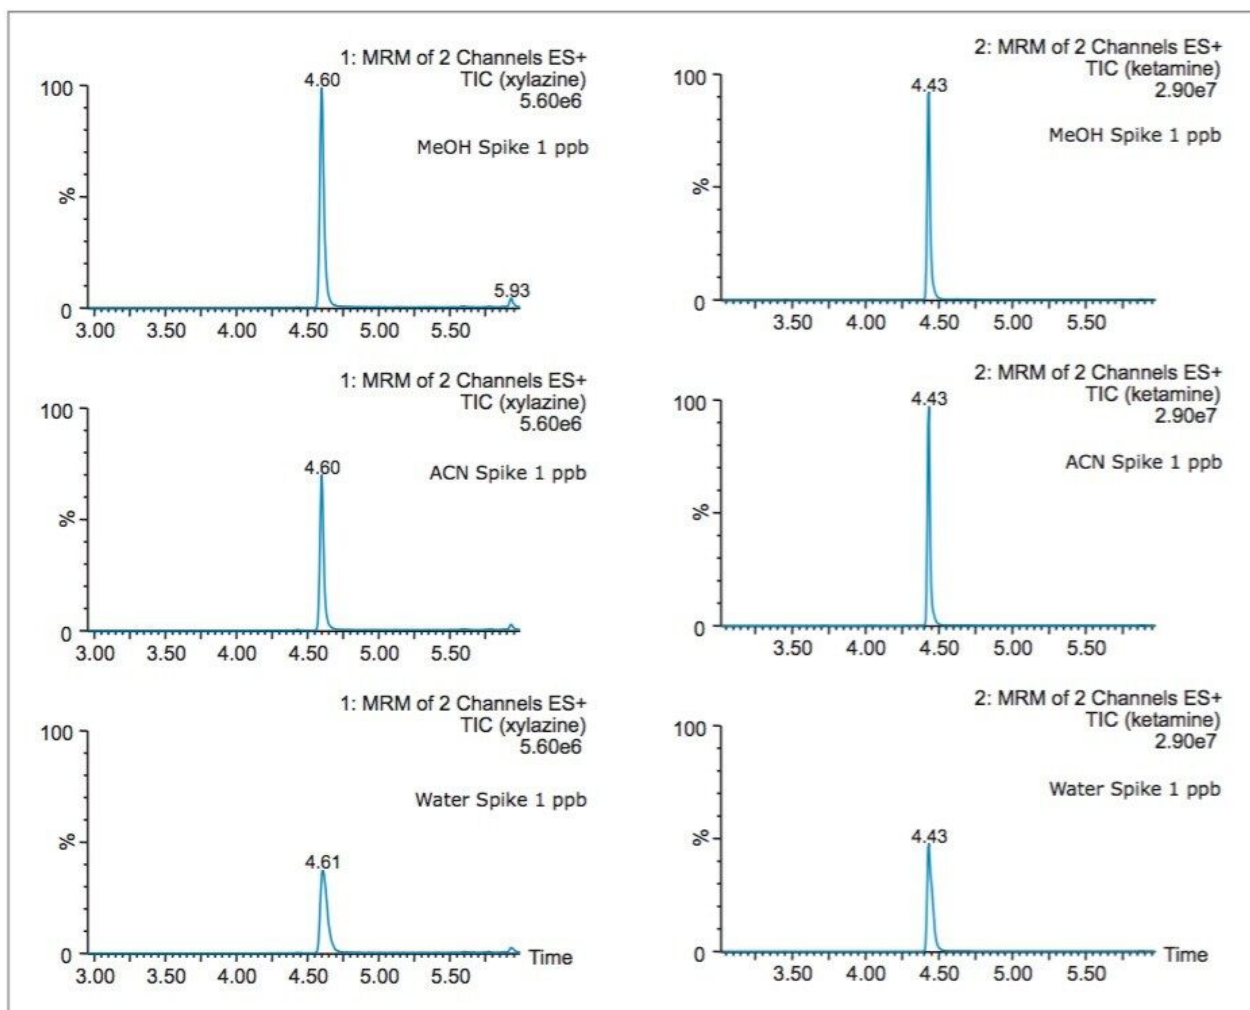 1: MRM of 2 Channels ES+
TIC (xylazine)
5.60e6
MeOH Spike 1 ppb
100
%
0
4.60
5.93
3.00 3.50 4.00 4.50 5.00 5.50
2: MRM of 2 Channels ES+
TIC (ketamine)
2.90e7
MeOH Spike 1 ppb
100
%
0
4.43
3.50 4.00 4.50 5.00 5.50
1: MRM of 2 Channels ES+
TIC (xylazine)
5.60e6
ACN Spike 1 ppb
100
%
0
4.60
3.00 3.50 4.00 4.50 5.00 5.50
2: MRM of 2 Channels ES+
TIC (ketamine)
2.90e7
ACN Spike 1 ppb
100
%
0
4.43
3.50 4.00 4.50 5.00 5.50
1: MRM of 2 Channels ES+
TIC (xylazine)
5.60e6
Water Spike 1 ppb
100
%
0
4.61
Time
3.00 3.50 4.00 4.50 5.00 5.50
2: MRM of 2 Channels ES+
TIC (ketamine)
2.90e7
Water Spike 1 ppb
100
%
0
4.43
Time
3.50 4.00 4.50 5.00 5.50